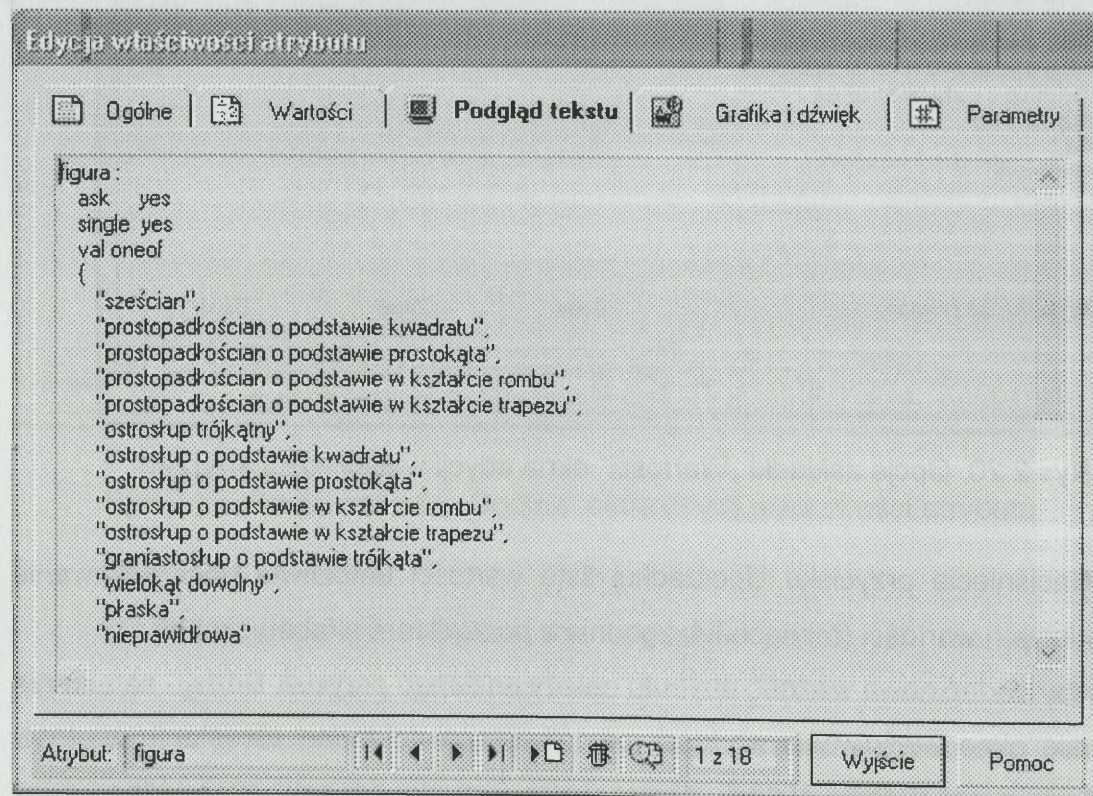 Edycja właściwości atrybutu
Ogólne Wartości Podgląd tekstu Grafika i dźwięk Parametry
figura :
ask yes
single yes
val oneof
{
"sześcian",
"prostopadłościan o podstawie kwadratu",
"prostopadłościan o podstawie prostokąta",
"prostopadłościan o podstawie w kształcie rombu",
"prostopadłościan o podstawie w kształcie trapezu",
"ostrosłup trójkątny",
"ostrosłup o podstawie kwadratu",
"ostrosłup o podstawie prostokąta",
"ostrosłup o podstawie w kształcie rombu",
"ostrosłup o podstawie w kształcie trapezu",
"graniastosłup o podstawie trójkąta",
"wielokąt dowolny",
"płaska",
"nieprawidłowa"
Atrybut: figura 1 z 18 Wyjście Pomoc